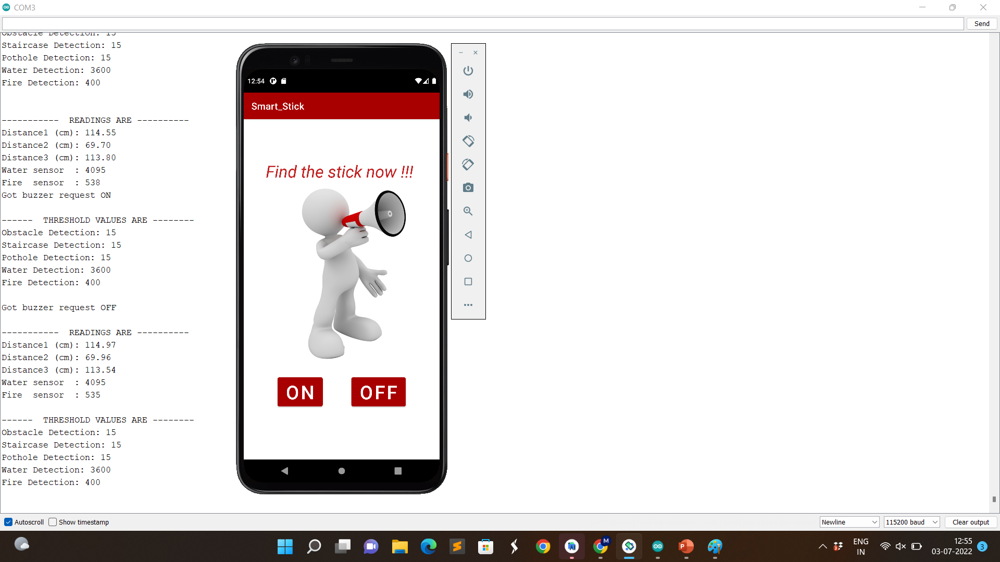 COM3
Send
Obstacle Detection: 15
Staircase Detection: 15
Pothole Detection: 15
Water Detection: 3600
Fire Detection: 400
-----------  READINGS ARE ----------
Distance1 (cm): 114.55
Distance2 (cm): 69.70
Distance3 (cm): 113.80
Water sensor  : 4095
Fire  sensor  : 538
Got buzzer request ON
------  THRESHOLD VALUES ARE --------
Obstacle Detection: 15
Staircase Detection: 15
Pothole Detection: 15
Water Detection: 3600
Fire Detection: 400
Got buzzer request OFF
-----------  READINGS ARE ----------
Distance1 (cm): 114.97
Distance2 (cm): 69.96
Distance3 (cm): 113.54
Water sensor  : 4095
Fire  sensor  : 535
------  THRESHOLD VALUES ARE --------
Obstacle Detection: 15
Staircase Detection: 15
Pothole Detection: 15
Water Detection: 3600
Fire Detection: 400
12:54
Smart_Stick
Find the stick now !!!
ON
OFF
Autoscroll
Show timestamp
Newline
115200 baud
Clear output
M
P
3
ENG
IN
12:55
03-07-2022
3